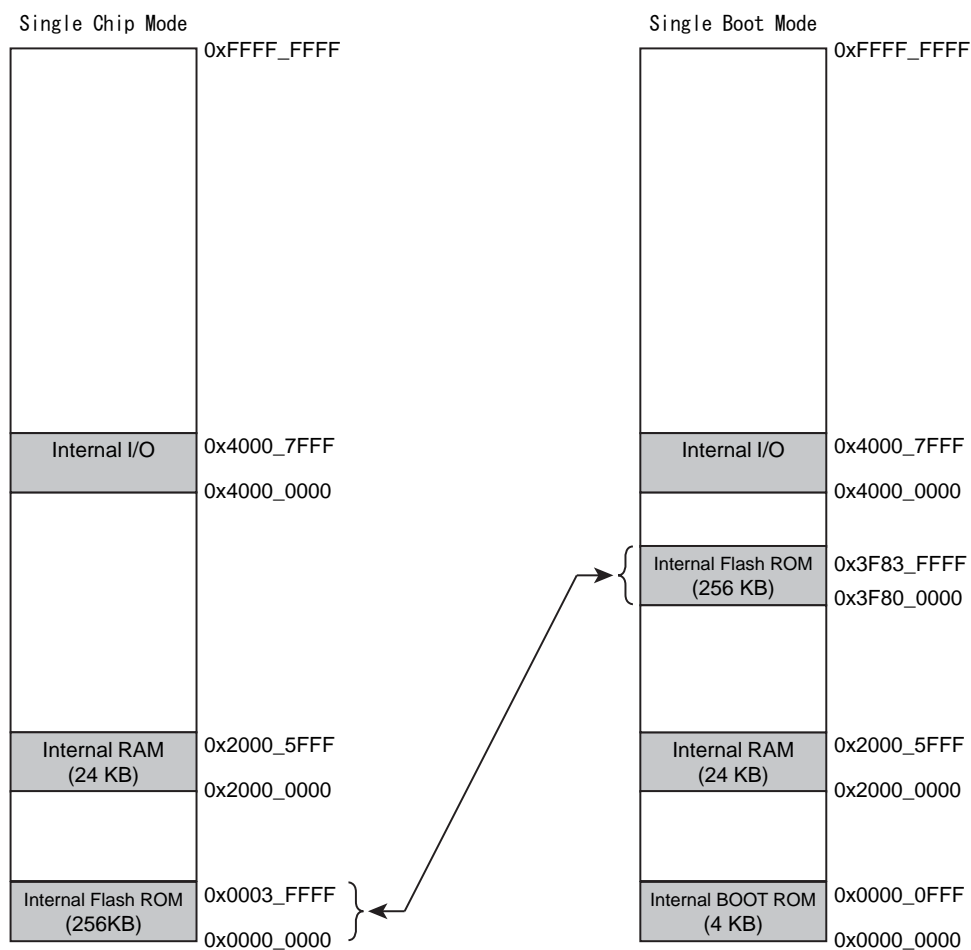 Single Chip Mode
0xFFFF_FFFF
Internal I/O
0x4000_7FFF
0x4000_0000
Internal RAM
(24 KB)
0x2000_5FFF
0x2000_0000
Internal Flash ROM
(256KB)
0x0003_FFFF
0x0000_0000
Single Boot Mode
0xFFFF_FFFF
Internal I/O
0x4000_7FFF
0x4000_0000
Internal Flash ROM
(256 KB)
0x3F83_FFFF
0x3F80_0000
Internal RAM
(24 KB)
0x2000_5FFF
0x2000_0000
Internal BOOT ROM
(4 KB)
0x0000_0FFF
0x0000_0000